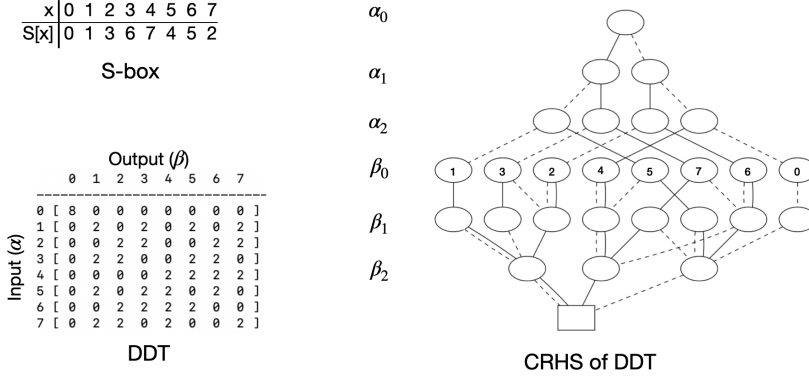 x 0 1 2 3 4 5 6 7
S[x] 0 1 3 6 7 4 5 2
S-box
Output (β)
0 1 2 3 4 5 6 7
--------------------------------------
Input (α)
0 [ 8 0 0 0 0 0 0 0 ]
1 [ 0 2 0 2 0 2 0 2 ]
2 [ 0 0 2 2 0 0 2 2 ]
3 [ 0 2 2 0 0 2 2 0 ]
4 [ 0 0 0 0 2 2 2 2 ]
5 [ 0 2 0 2 2 0 2 0 ]
6 [ 0 0 2 2 2 2 0 0 ]
7 [ 0 2 2 0 2 0 0 2 ]
DDT
α₀
α₁
α₂
β₀ 1 3 2 4 5 7 6 0
β₁
β₂
CRHS of DDT